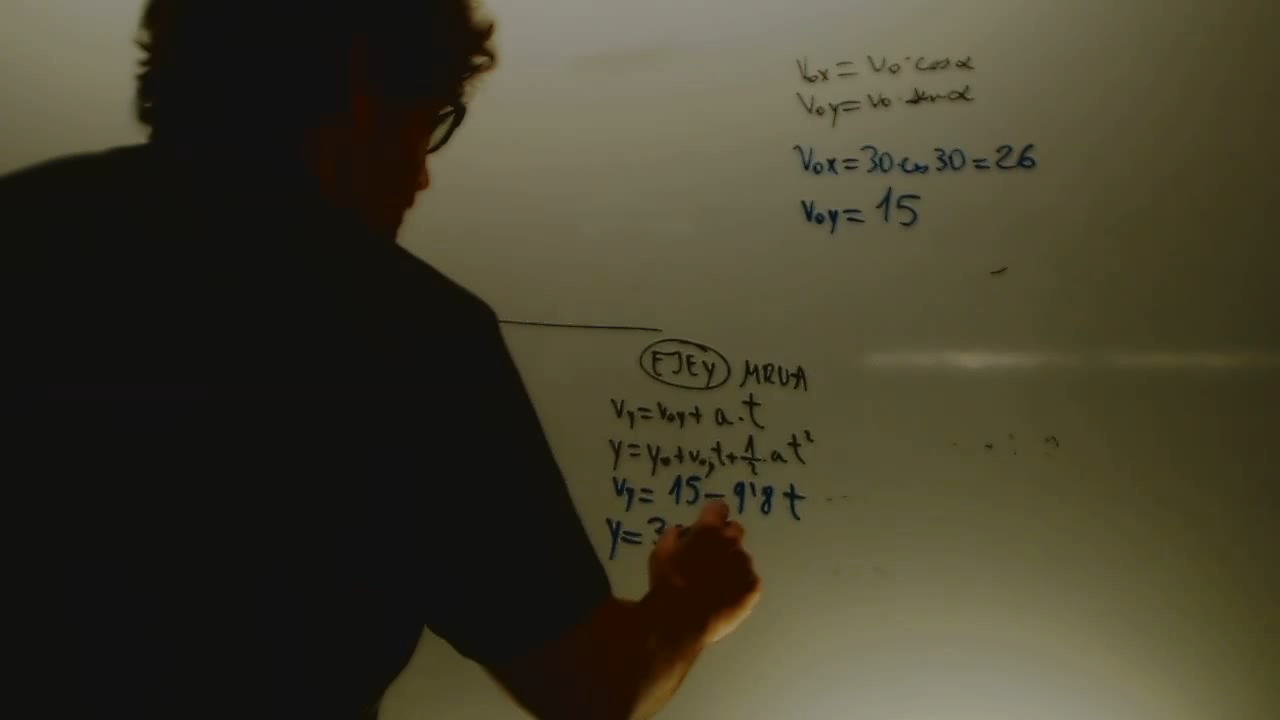 Vox = Vo · cos α
Voy = Vo · sen α
Vox = 30 cos 30 = 26
Voy = 15
EJE y MRUA
Vy = Voy + a · t
y = yo + voy t + 1/2 · a t²
Vy = 15 - 9'8 t
y = 3